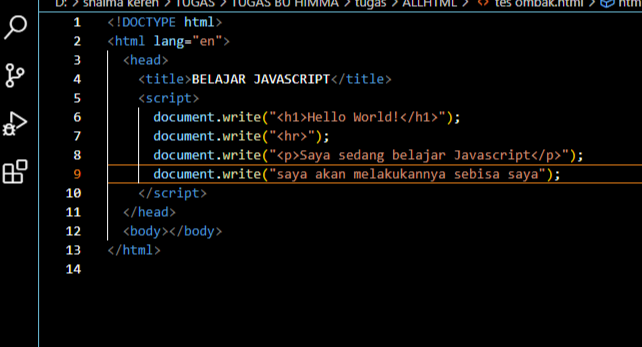 D: > shalma keren > TUGAS > TUGAS BU HIMMA > tugas > ALLHTML > <> tes ombak.html > htm
1 <!DOCTYPE html>
2 <html lang="en">
3 <head>
4 <title>BELAJAR JAVASCRIPT</title>
5 <script>
6 document.write("<h1>Hello World!</h1>");
7 document.write("<hr>");
8 document.write("<p>Saya sedang belajar Javascript</p>");
9 document.write("saya akan melakukannya sebisa saya");
10 </script>
11 </head>
12 <body></body>
13 </html>
14